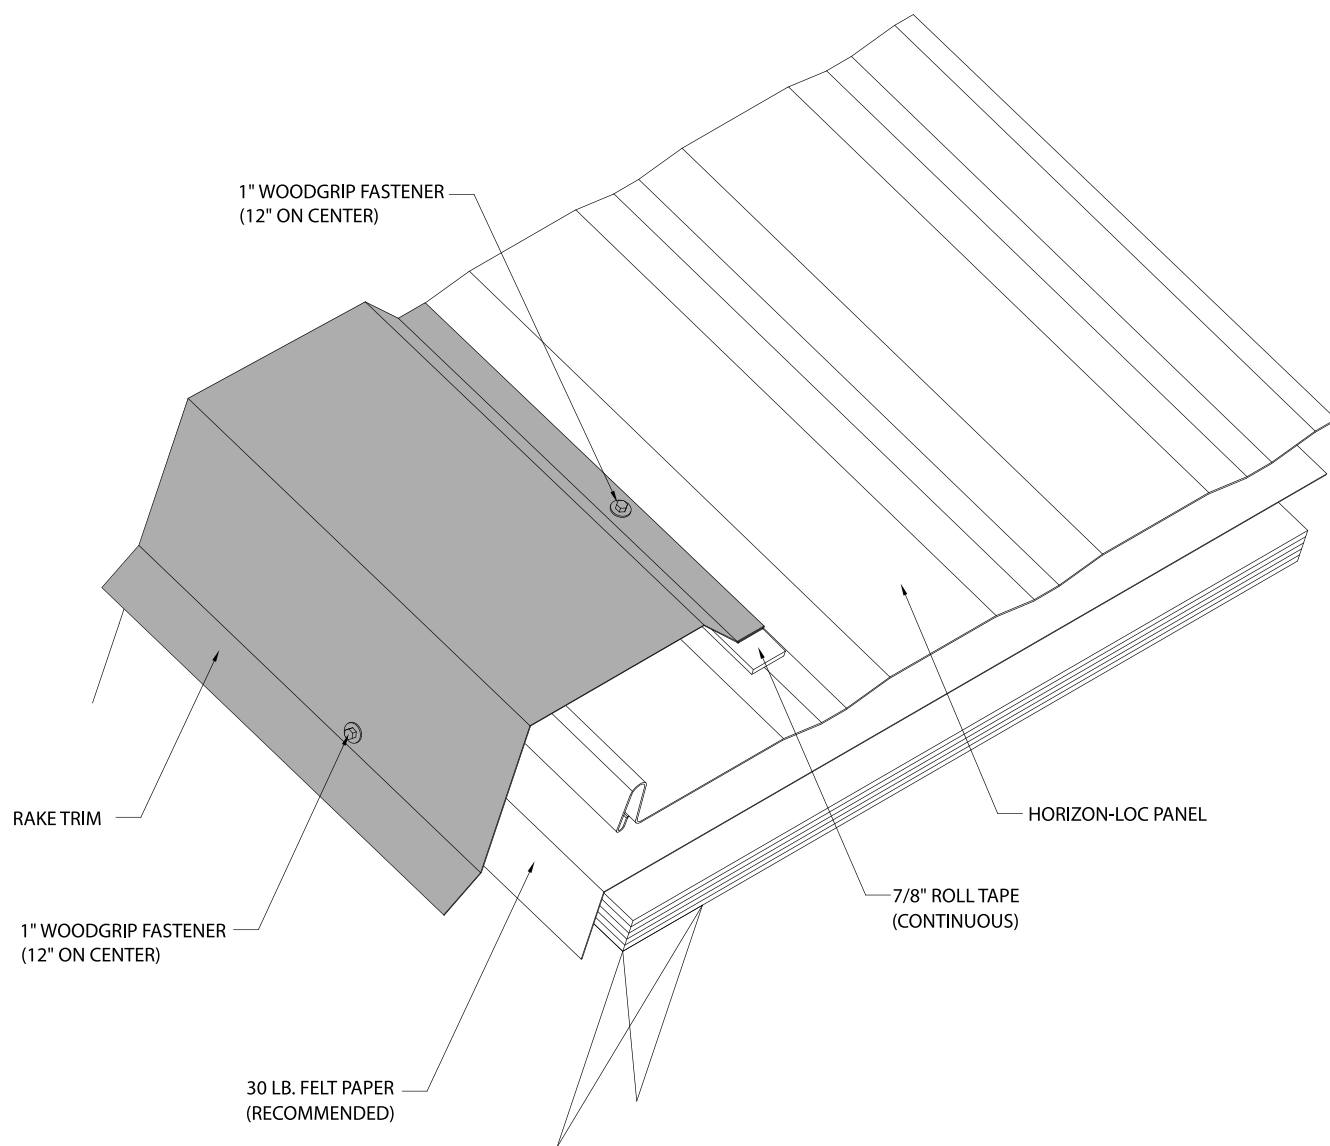 1" WOODGRIP FASTENER
(12" ON CENTER)
RAKE TRIM
HORIZON-LOC PANEL
7/8" ROLL TAPE
(CONTINUOUS)
1" WOODGRIP FASTENER
(12" ON CENTER)
30 LB. FELT PAPER
(RECOMMENDED)